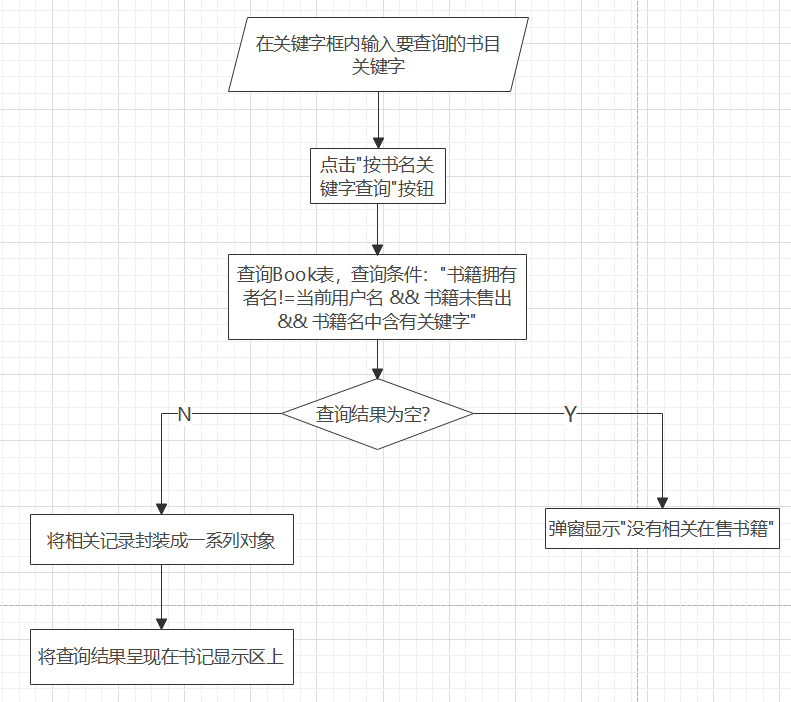 在关键字框内输入要查询的书目
关键字
点击"按书名关
键字查询"按钮
查询Book表，查询条件："书籍拥有
者名!=当前用户名 && 书籍未售出
&& 书籍名中含有关键字"
查询结果为空?
N
Y
将相关记录封装成一系列对象
弹窗显示"没有相关在售书籍"
将查询结果呈现在书记显示区上